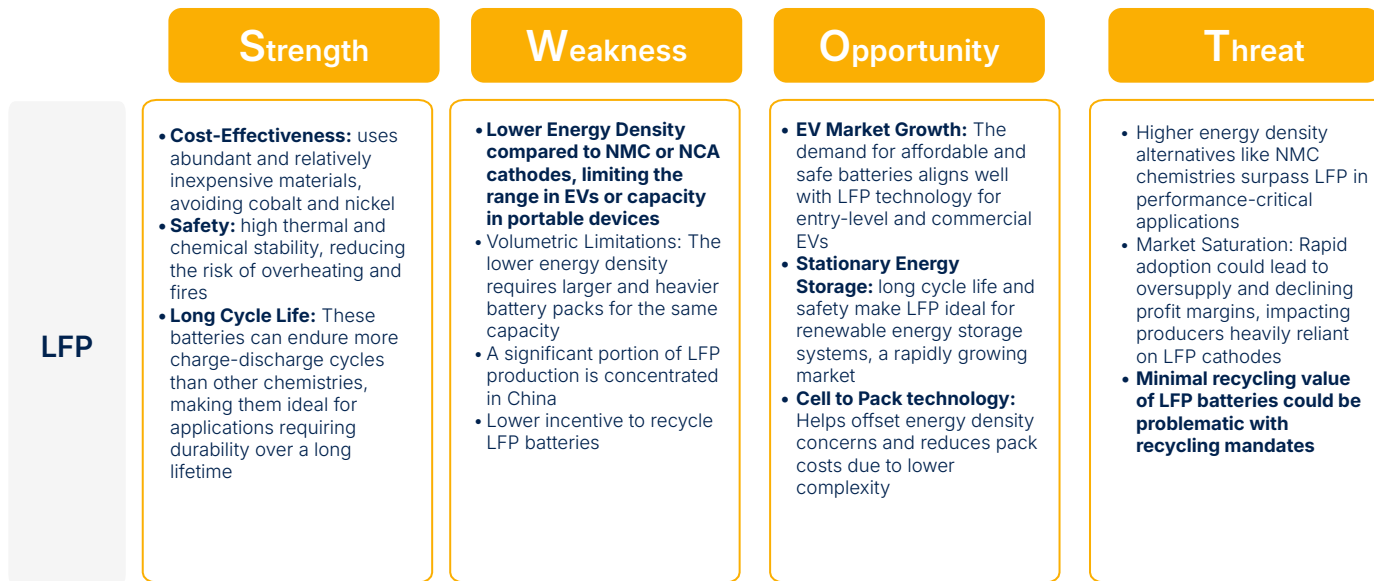 Strength
Weakness
Opportunity
Threat
LFP
• Cost-Effectiveness: uses
abundant and relatively
inexpensive materials,
avoiding cobalt and nickel
• Safety: high thermal and
chemical stability, reducing
the risk of overheating and
fires
• Long Cycle Life: These
batteries can endure more
charge-discharge cycles
than other chemistries,
making them ideal for
applications requiring
durability over a long
lifetime
• Lower Energy Density
compared to NMC or NCA
cathodes, limiting the
range in EVs or capacity
in portable devices
• Volumetric Limitations: The
lower energy density
requires larger and heavier
battery packs for the same
capacity
• A significant portion of LFP
production is concentrated
in China
• Lower incentive to recycle
LFP batteries
• EV Market Growth: The
demand for affordable and
safe batteries aligns well
with LFP technology for
entry-level and commercial
EVs
• Stationary Energy
Storage: long cycle life and
safety make LFP ideal for
renewable energy storage
systems, a rapidly growing
market
• Cell to Pack technology:
Helps offset energy density
concerns and reduces pack
costs due to lower
complexity
• Higher energy density
alternatives like NMC
chemistries surpass LFP in
performance-critical
applications
• Market Saturation: Rapid
adoption could lead to
oversupply and declining
profit margins, impacting
producers heavily reliant
on LFP cathodes
• Minimal recycling value
of LFP batteries could be
problematic with
recycling mandates